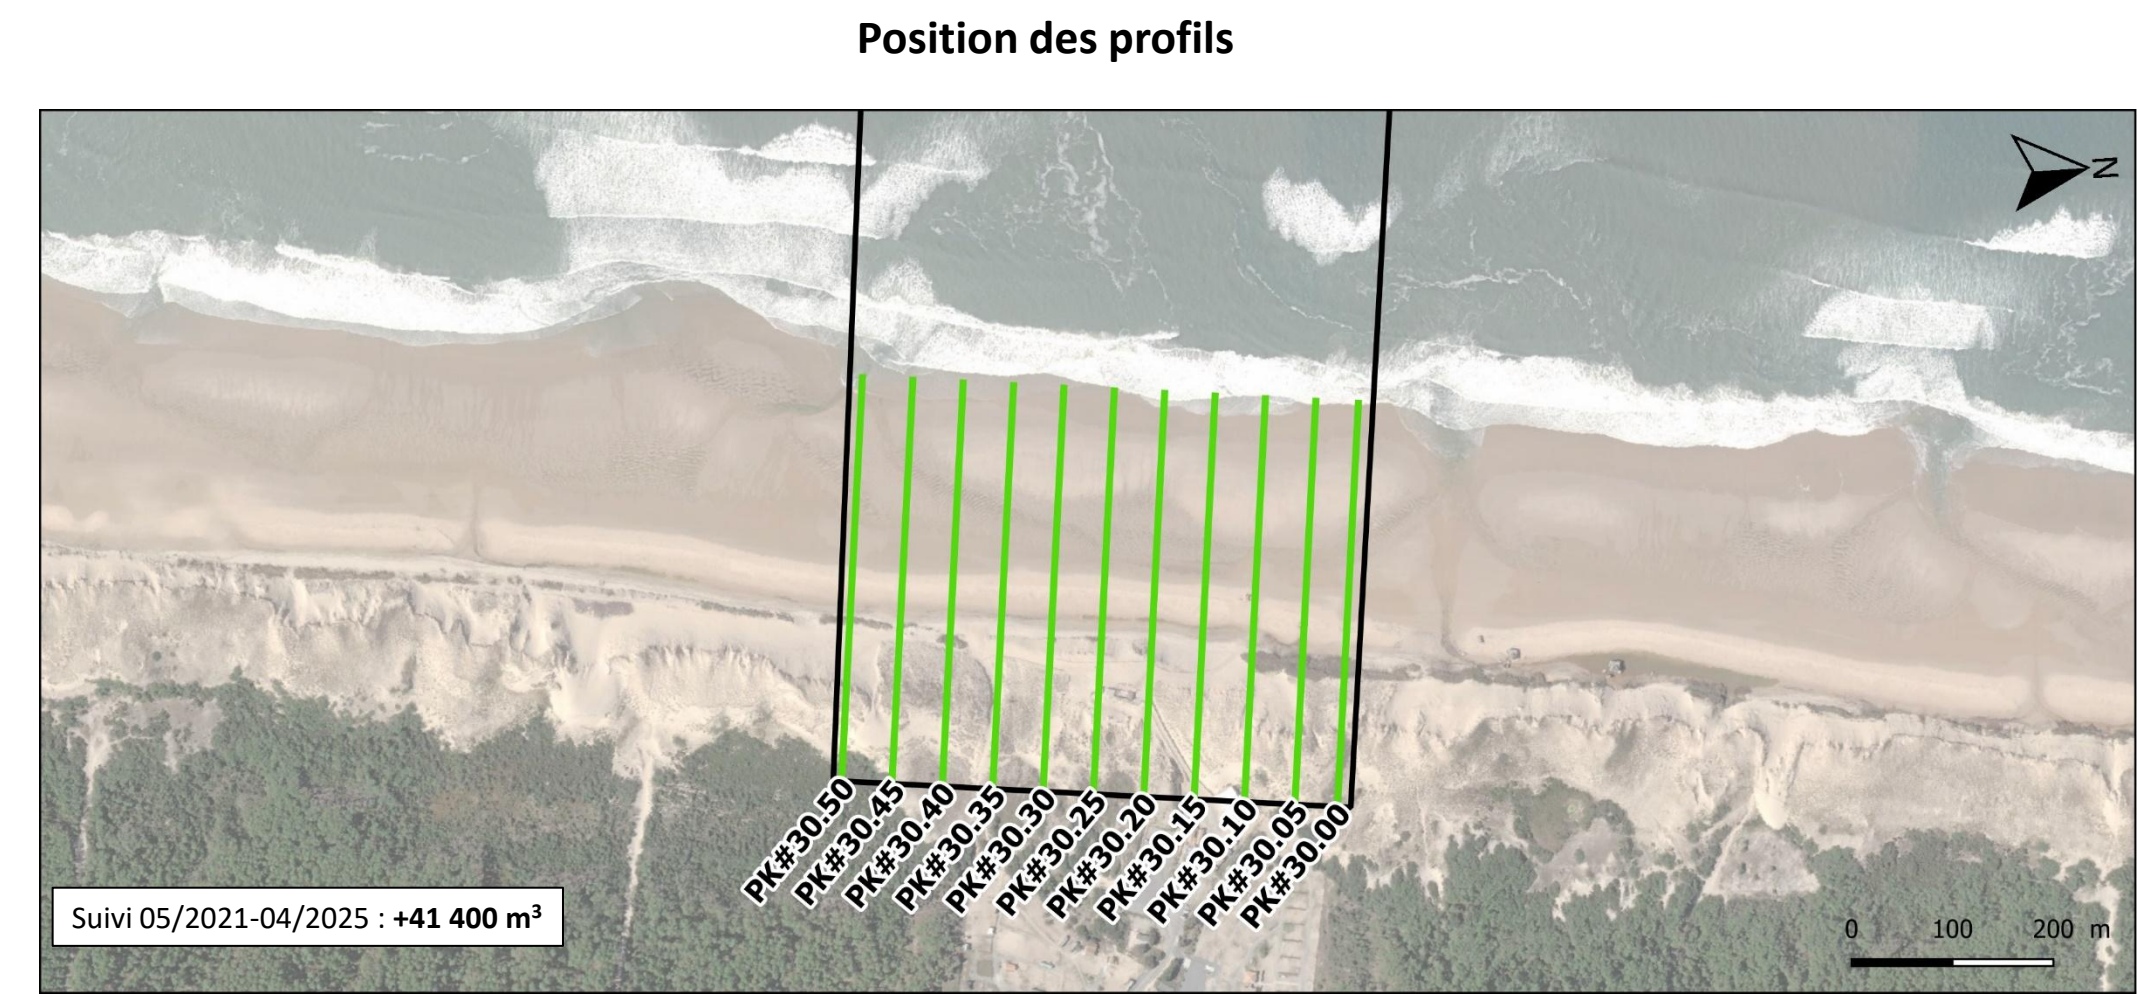 Position des profils
N
PK#30.50
PK#30.45
PK#30.40
PK#30.35
PK#30.30
PK#30.25
PK#30.20
PK#30.15
PK#30.10
PK#30.05
PK#30.00
Suivi 05/2021-04/2025 : +41 400 m³
0 100 200 m